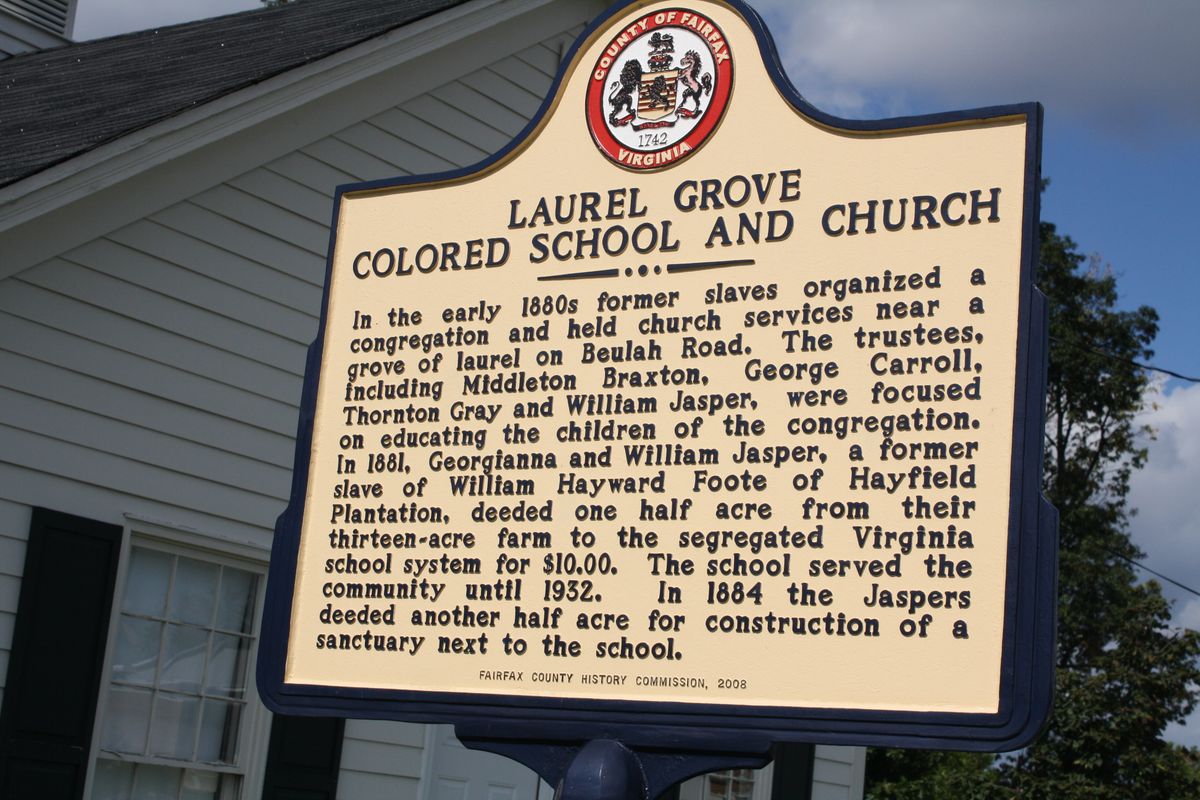 COUNTY OF FAIRFAX
1742
VIRGINIA
LAUREL GROVE
COLORED SCHOOL AND CHURCH
In the early 1880s former slaves organized a
congregation and held church services near a
grove of laurel on Beulah Road. The trustees,
including Middleton Braxton, George Carroll,
Thornton Gray and William Jasper, were focused
on educating the children of the congregation.
In 1881, Georgianna and William Jasper, a former
slave of William Hayward Foote of Hayfield
Plantation, deeded one half acre from their
thirteen-acre farm to the segregated Virginia
school system for $10.00. The school served the
community until 1932. In 1884 the Jaspers
deeded another half acre for construction of a
sanctuary next to the school.
FAIRFAX COUNTY HISTORY COMMISSION, 2008